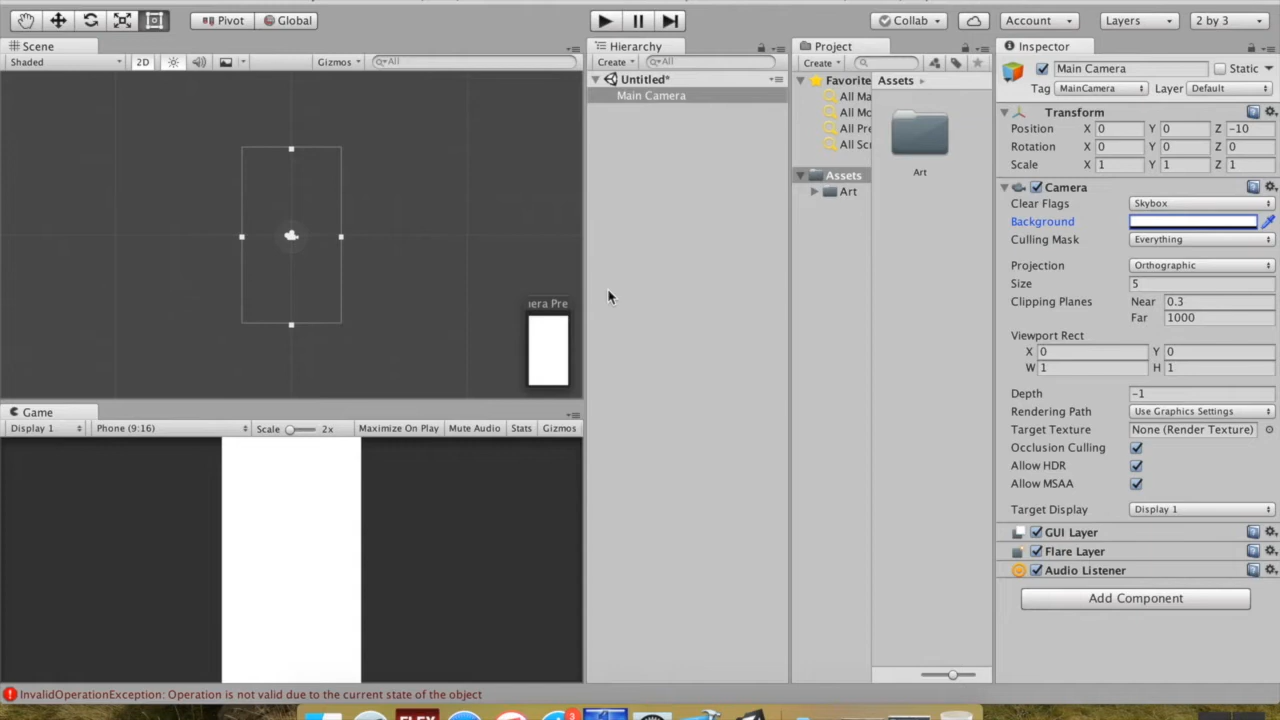 Pivot Global Collab Account Layers 2 by 3
Scene
Shaded 2D Gizmos All
era Pre
Game
Display 1 Phone (9:16) Scale 2x Maximize On Play Mute Audio Stats Gizmos
Hierarchy
Create All
Untitled*
Main Camera
Project
Create
Favorite
All Ma
All Mo
All Pre
All Scr
Assets
Art
Assets
Art
Inspector
Main Camera Static
Tag MainCamera Layer Default
Transform
Position X 0 Y 0 Z -10
Rotation X 0 Y 0 Z 0
Scale X 1 Y 1 Z 1
Camera
Clear Flags Skybox
Background
Culling Mask Everything
Projection Orthographic
Size 5
Clipping Planes Near 0.3
Far 1000
Viewport Rect
X 0 Y 0
W 1 H 1
Depth -1
Rendering Path Use Graphics Settings
Target Texture None (Render Texture)
Occlusion Culling
Allow HDR
Allow MSAA
Target Display Display 1
GUI Layer
Flare Layer
Audio Listener
Add Component
InvalidOperationException: Operation is not valid due to the current state of the object
FLEX